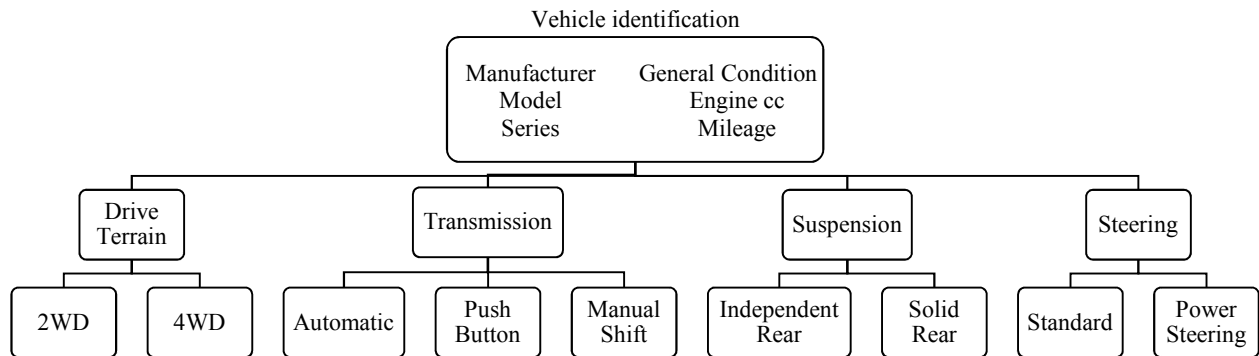 Vehicle identification
Manufacturer
Model
Series
General Condition
Engine cc
Mileage
Drive
Terrain
Transmission
Suspension
Steering
2WD
4WD
Automatic
Push
Button
Manual
Shift
Independent
Rear
Solid
Rear
Standard
Power
Steering